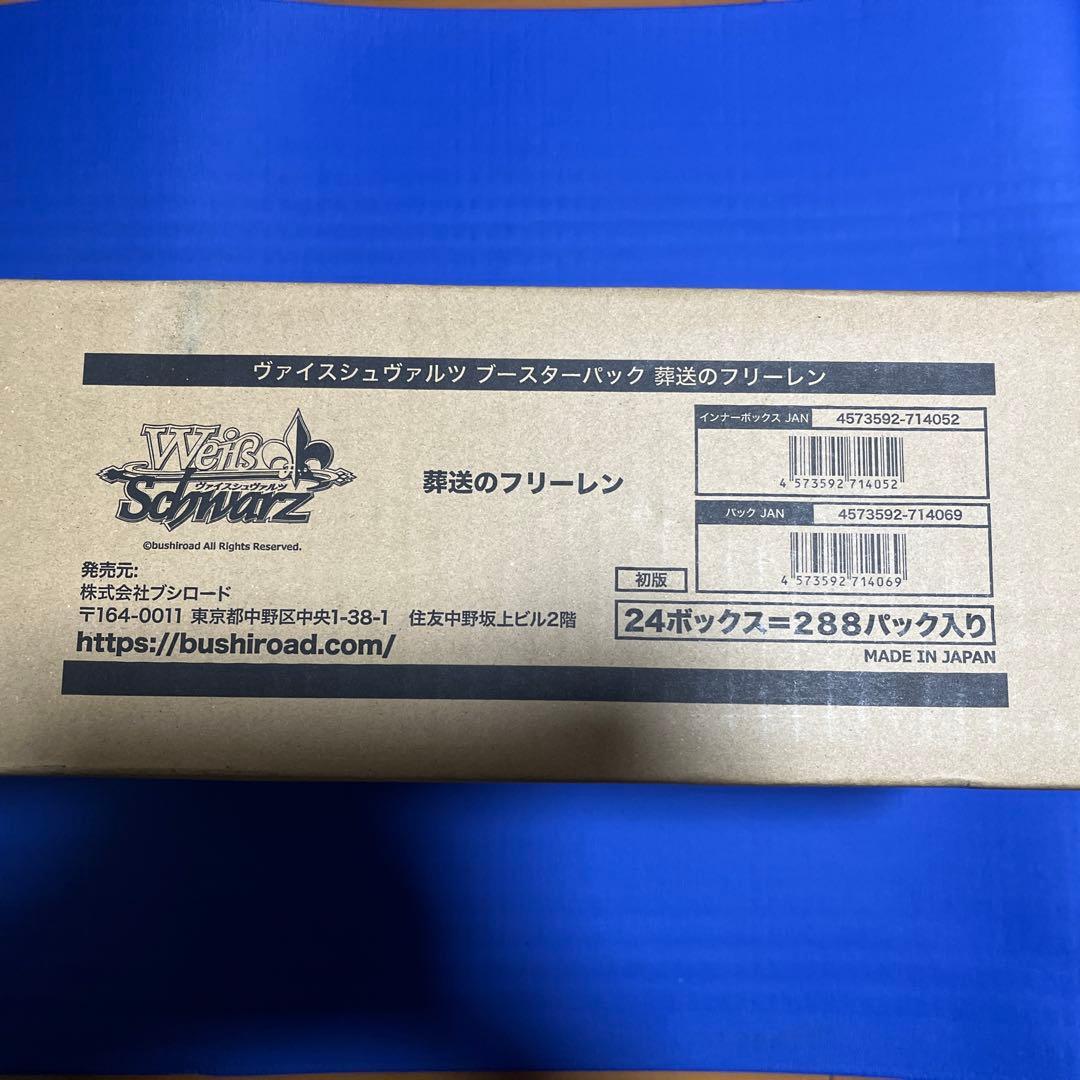 ヴァイスシュヴァルツ ブースターパック 葬送のフリーレン
Weiß
ヴァイスシュヴァルツ
Schwarz
©bushiroad All Rights Reserved.
葬送のフリーレン
インナーボックス JAN 4573592-714052
4 573592 714052
パック JAN 4573592-714069
4 573592 714069
発売元:
株式会社ブシロード
〒164-0011 東京都中野区中央1-38-1 住友中野坂上ビル2階
https://bushiroad.com/
初版
24ボックス=288パック入り
MADE IN JAPAN